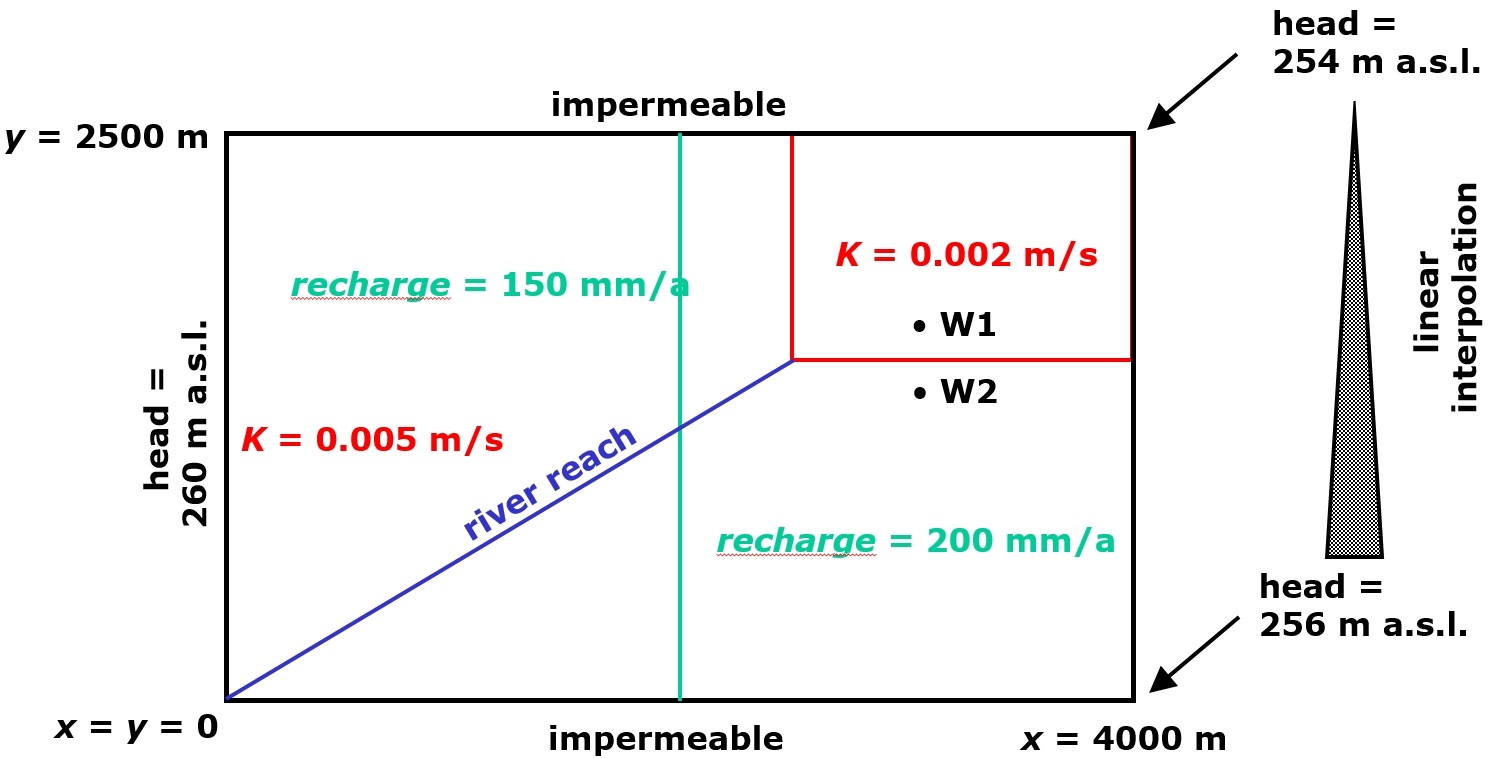 head =
254 m a.s.l.
impermeable
y = 2500 m
K = 0.002 m/s
recharge = 150 mm/a
• W1
linear
interpolation
head =
260 m a.s.l.
• W2
K = 0.005 m/s
river reach
recharge = 200 mm/a
head =
256 m a.s.l.
x = y = 0
impermeable
x = 4000 m